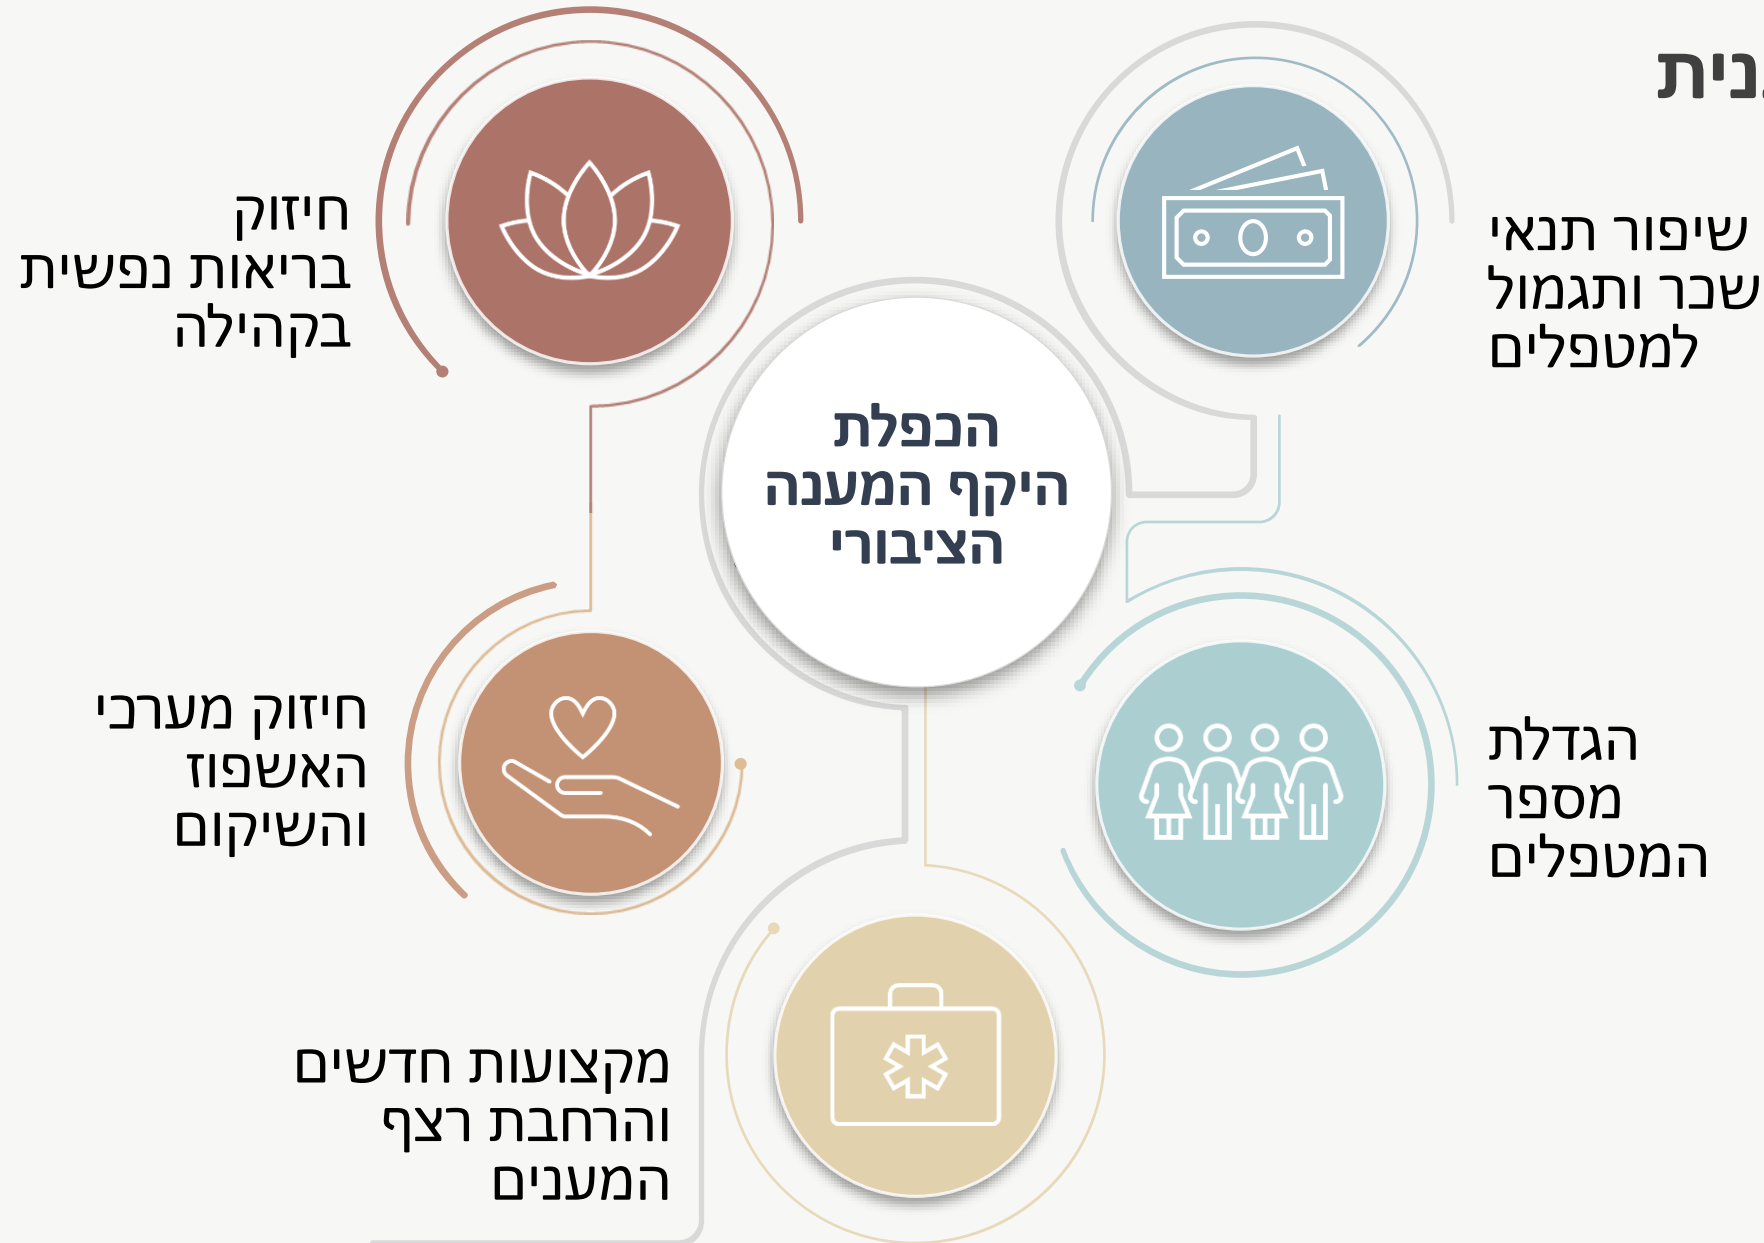 שיפור תנאי
שכר ותגמול
למטפלים
חיזוק
בריאות נפשית
בקהילה
הכפלת
היקף המענה
הציבורי
הגדלת
מספר
המטפלים
חיזוק מערכי
האשפוז
והשיקום
מקצועות חדשים
והרחבת רצף
המענים